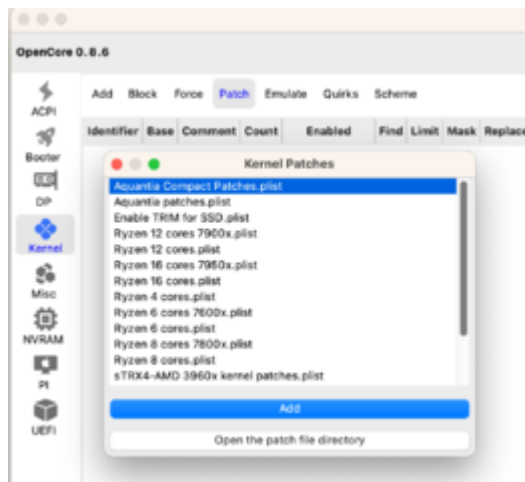 OpenCore 0.8.6
ACPI
Booter
DP
Kernel
Misc
NVRAM
PI
UEFI
Add Block Force Patch Emulate Quirks Scheme
Identifier Base Comment Count Enabled Find Limit Mask Replace
Kernel Patches
Aquantia Compact Patches.plist
Aquantia patches.plist
Enable TRIM for SSD.plist
Ryzen 12 cores 7900x.plist
Ryzen 12 cores.plist
Ryzen 16 cores 7950x.plist
Ryzen 16 cores.plist
Ryzen 4 cores.plist
Ryzen 6 cores 7600x.plist
Ryzen 6 cores.plist
Ryzen 8 cores 7800x.plist
Ryzen 8 cores.plist
sTRX4-AMD 3960x kernel patches.plist
Add
Open the patch file directory